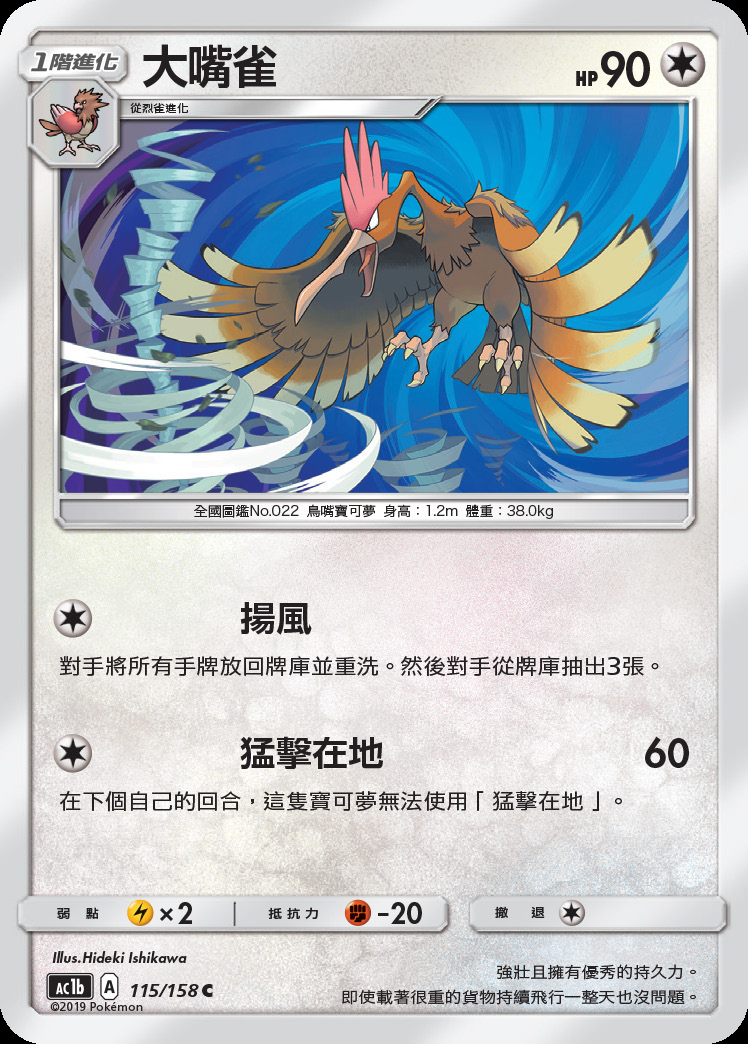 1階進化
大嘴雀
HP90
從烈雀進化
全國圖鑑No.022 鳥嘴寶可夢 身高：1.2m 體重：38.0kg
揚風
對手將所有手牌放回牌庫並重洗。然後對手從牌庫抽出3張。
猛擊在地 60
在下個自己的回合，這隻寶可夢無法使用「猛擊在地」。
弱點 ×2 抵抗力 −20 撤退
Illus.Hideki Ishikawa
強壯且擁有優秀的持久力。
AC1b A 115/158 C
即使載著很重的貨物持續飛行一整天也沒問題。
©2019 Pokémon